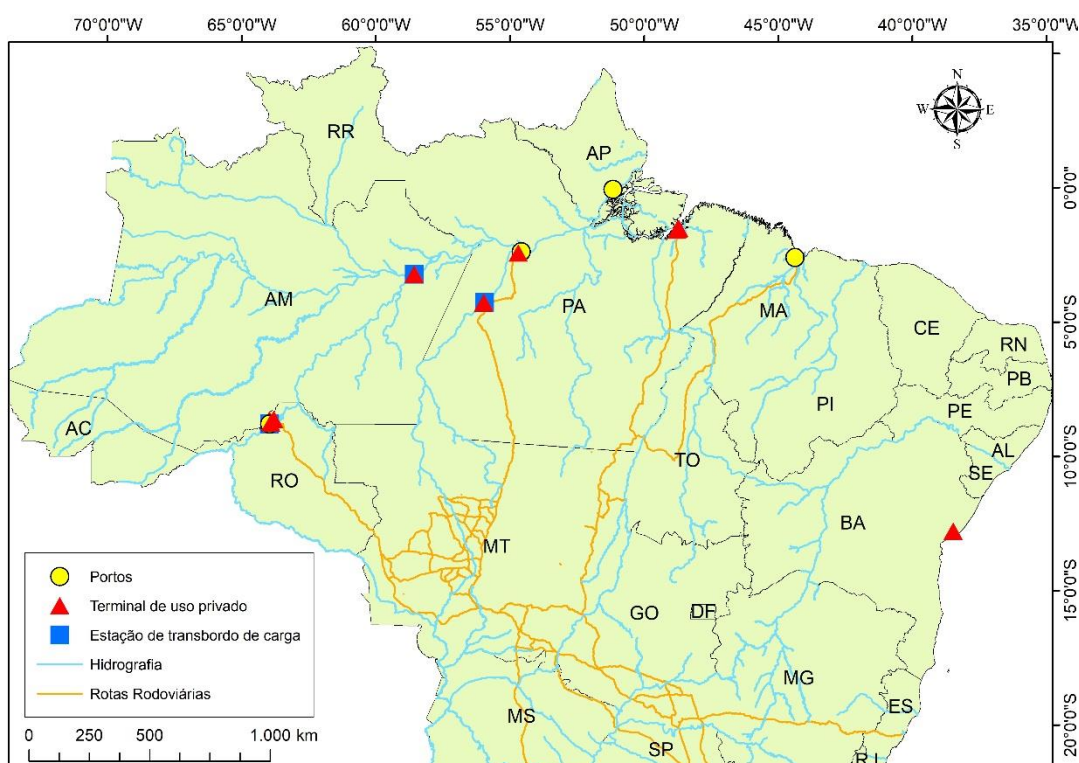 70°0'0"W 65°0'0"W 60°0'0"W 55°0'0"W 50°0'0"W 45°0'0"W 40°0'0"W 35°0'0"W
N
W E
S
RR
AP
0°0'0"
AM
PA
MA
CE
RN
5°0'0"S
PB
PI
PE
AC
AL
10°0'0"S
TO
SE
RO
BA
MT
15°0'0"S
GO
DF
MG
ES
MS
20°0'0"S
SP
RJ
Portos
Terminal de uso privado
Estação de transbordo de carga
Hidrografia
Rotas Rodoviárias
0 250 500 1.000 km